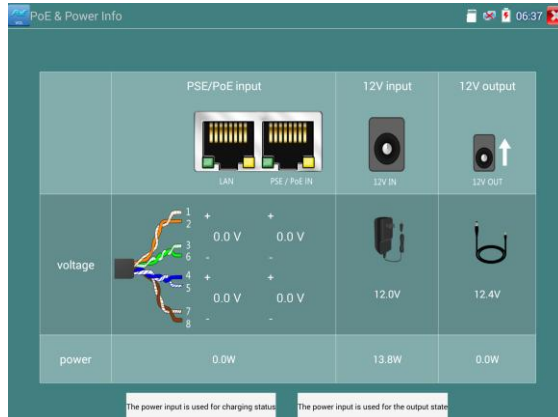 PoE & Power Info
06:37
PSE/PoE input
12V input
12V output
LAN
PSE / PoE IN
12V IN
12V OUT
voltage
1 + +
2
0.0 V 0.0 V
3
6 - -
4 + +
5
0.0 V 0.0 V
7
8 - -
12.0V
12.4V
power
0.0W
13.8W
0.0W
The power input is used for charging status
The power input is used for the output state